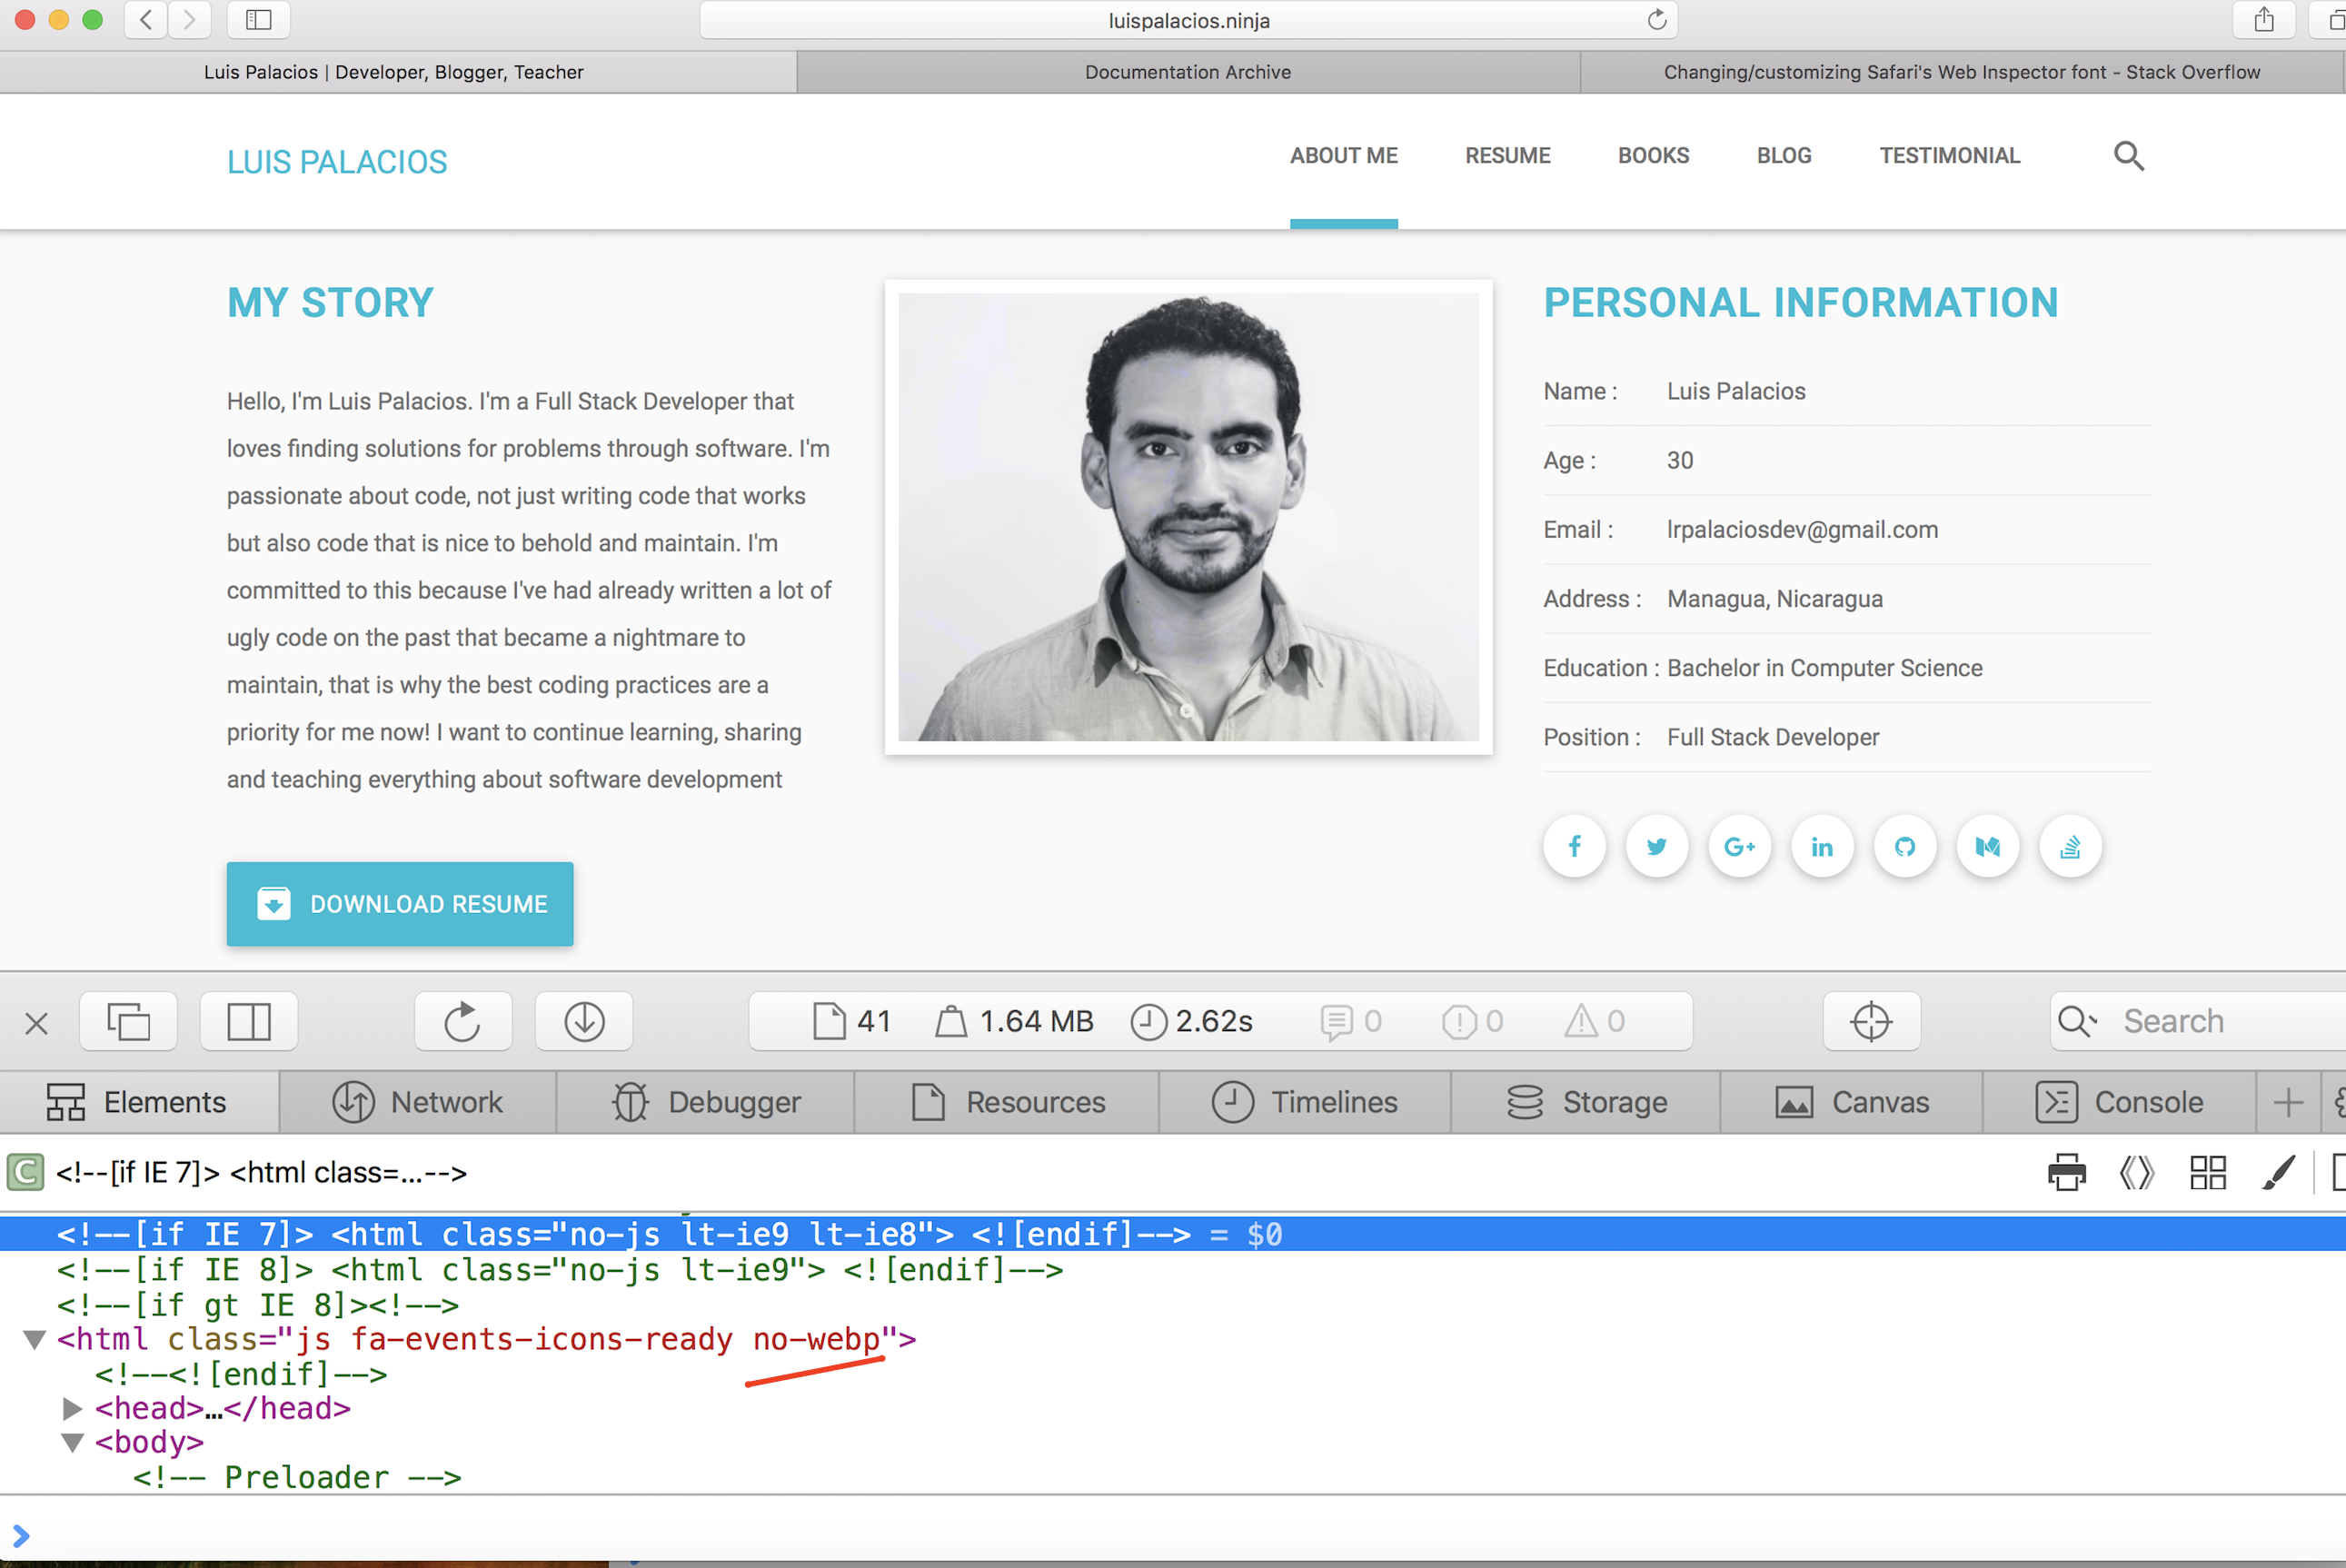 luispalacios.ninja
Luis Palacios | Developer, Blogger, Teacher
Documentation Archive
Changing/customizing Safari's Web Inspector font - Stack Overflow
LUIS PALACIOS
ABOUT ME
RESUME
BOOKS
BLOG
TESTIMONIAL
MY STORY
Hello, I'm Luis Palacios. I'm a Full Stack Developer that
loves finding solutions for problems through software. I'm
passionate about code, not just writing code that works
but also code that is nice to behold and maintain. I'm
committed to this because I've had already written a lot of
ugly code on the past that became a nightmare to
maintain, that is why the best coding practices are a
priority for me now! I want to continue learning, sharing
and teaching everything about software development
DOWNLOAD RESUME
PERSONAL INFORMATION
Name : Luis Palacios
Age : 30
Email : lrpalaciosdev@gmail.com
Address : Managua, Nicaragua
Education : Bachelor in Computer Science
Position : Full Stack Developer
f
G+
in
41
1.64 MB
2.62s
0
0
0
Search
Elements
Network
Debugger
Resources
Timelines
Storage
Canvas
Console
C <!--[if IE 7]> <html class=…-->
<!--[if IE 7]> <html class="no-js lt-ie9 lt-ie8"> <![endif]--> = $0
<!--[if IE 8]> <html class="no-js lt-ie9"> <![endif]-->
<!--[if gt IE 8]><!-->
<html class="js fa-events-icons-ready no-webp">
<!--<![endif]-->
<head>…</head>
<body>
<!-- Preloader -->